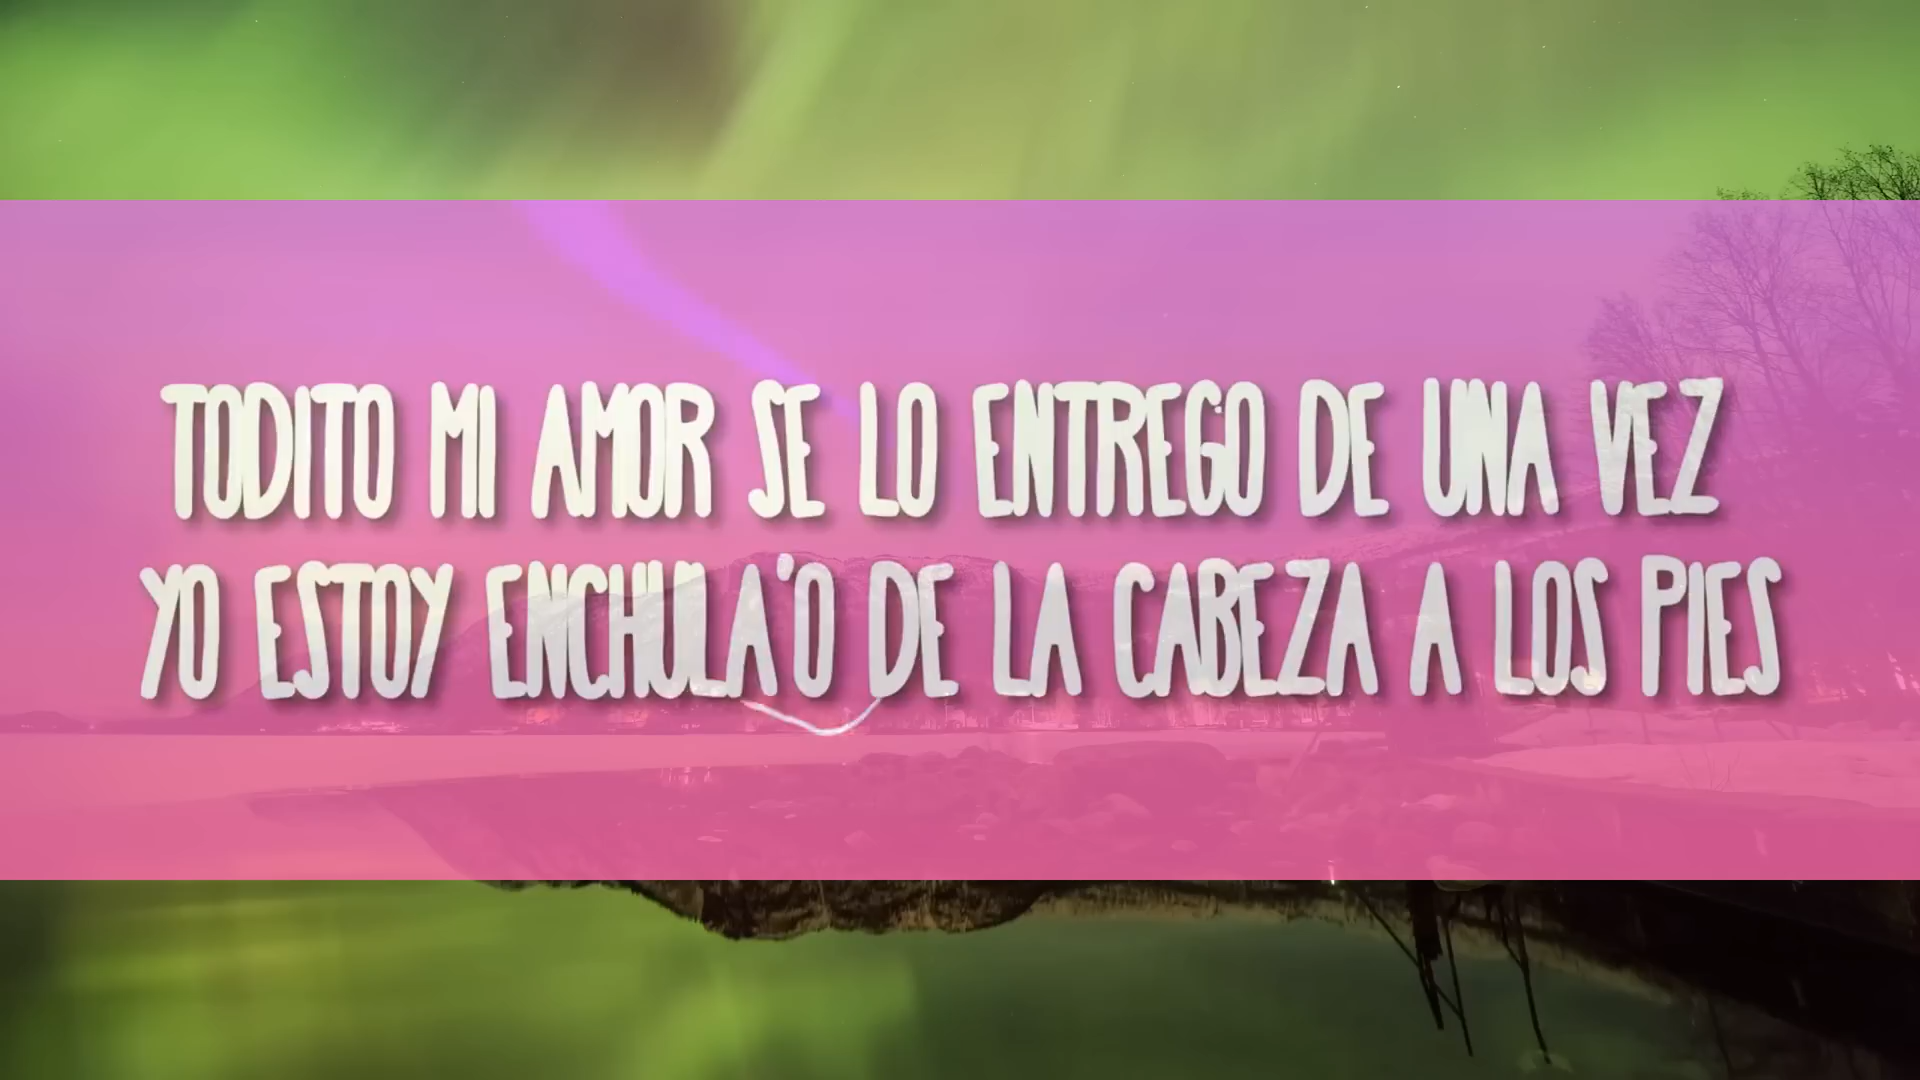 TODITO MI AMOR SE LO ENTREGO DE UNA VEZ
YO ESTOY ENCHULA'O DE LA CABEZA A LOS PIES